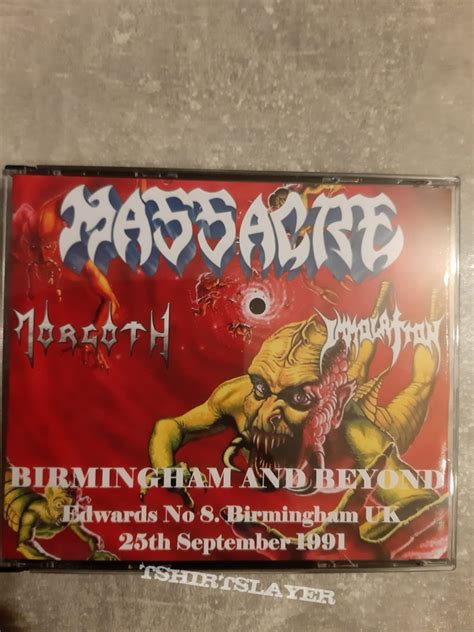 MASSACRE
MORGOTH
IMMOLATION
BIRMINGHAM AND BEYOND
Edwards No 8. Birmingham UK
25th September 1991
TSHIRTSLAYER